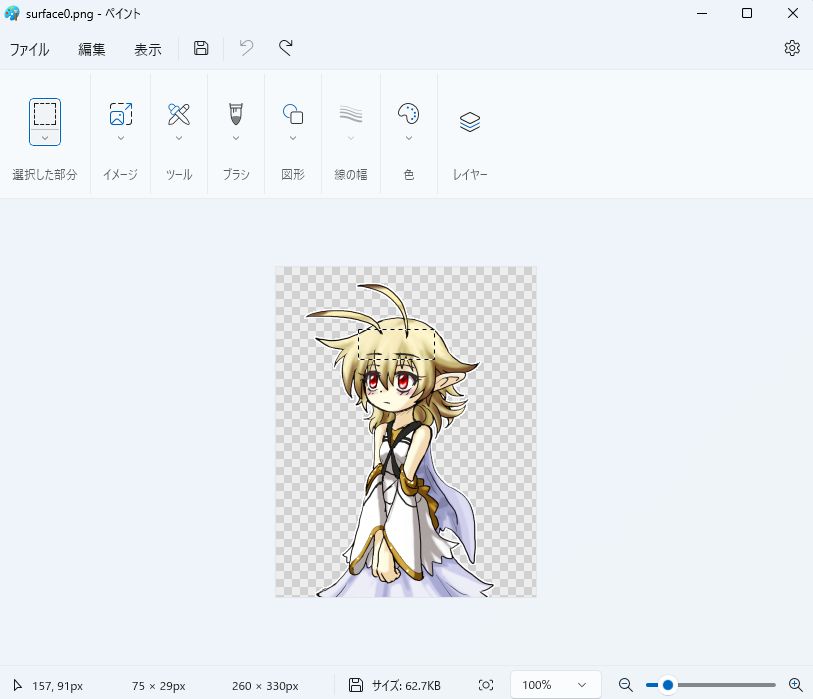 surface0.png - ペイント
ファイル 編集 表示
選択した部分 イメージ ツール ブラシ 図形 線の幅 色 レイヤー
157, 91px 75 × 29px 260 × 330px サイズ: 62.7KB 100%